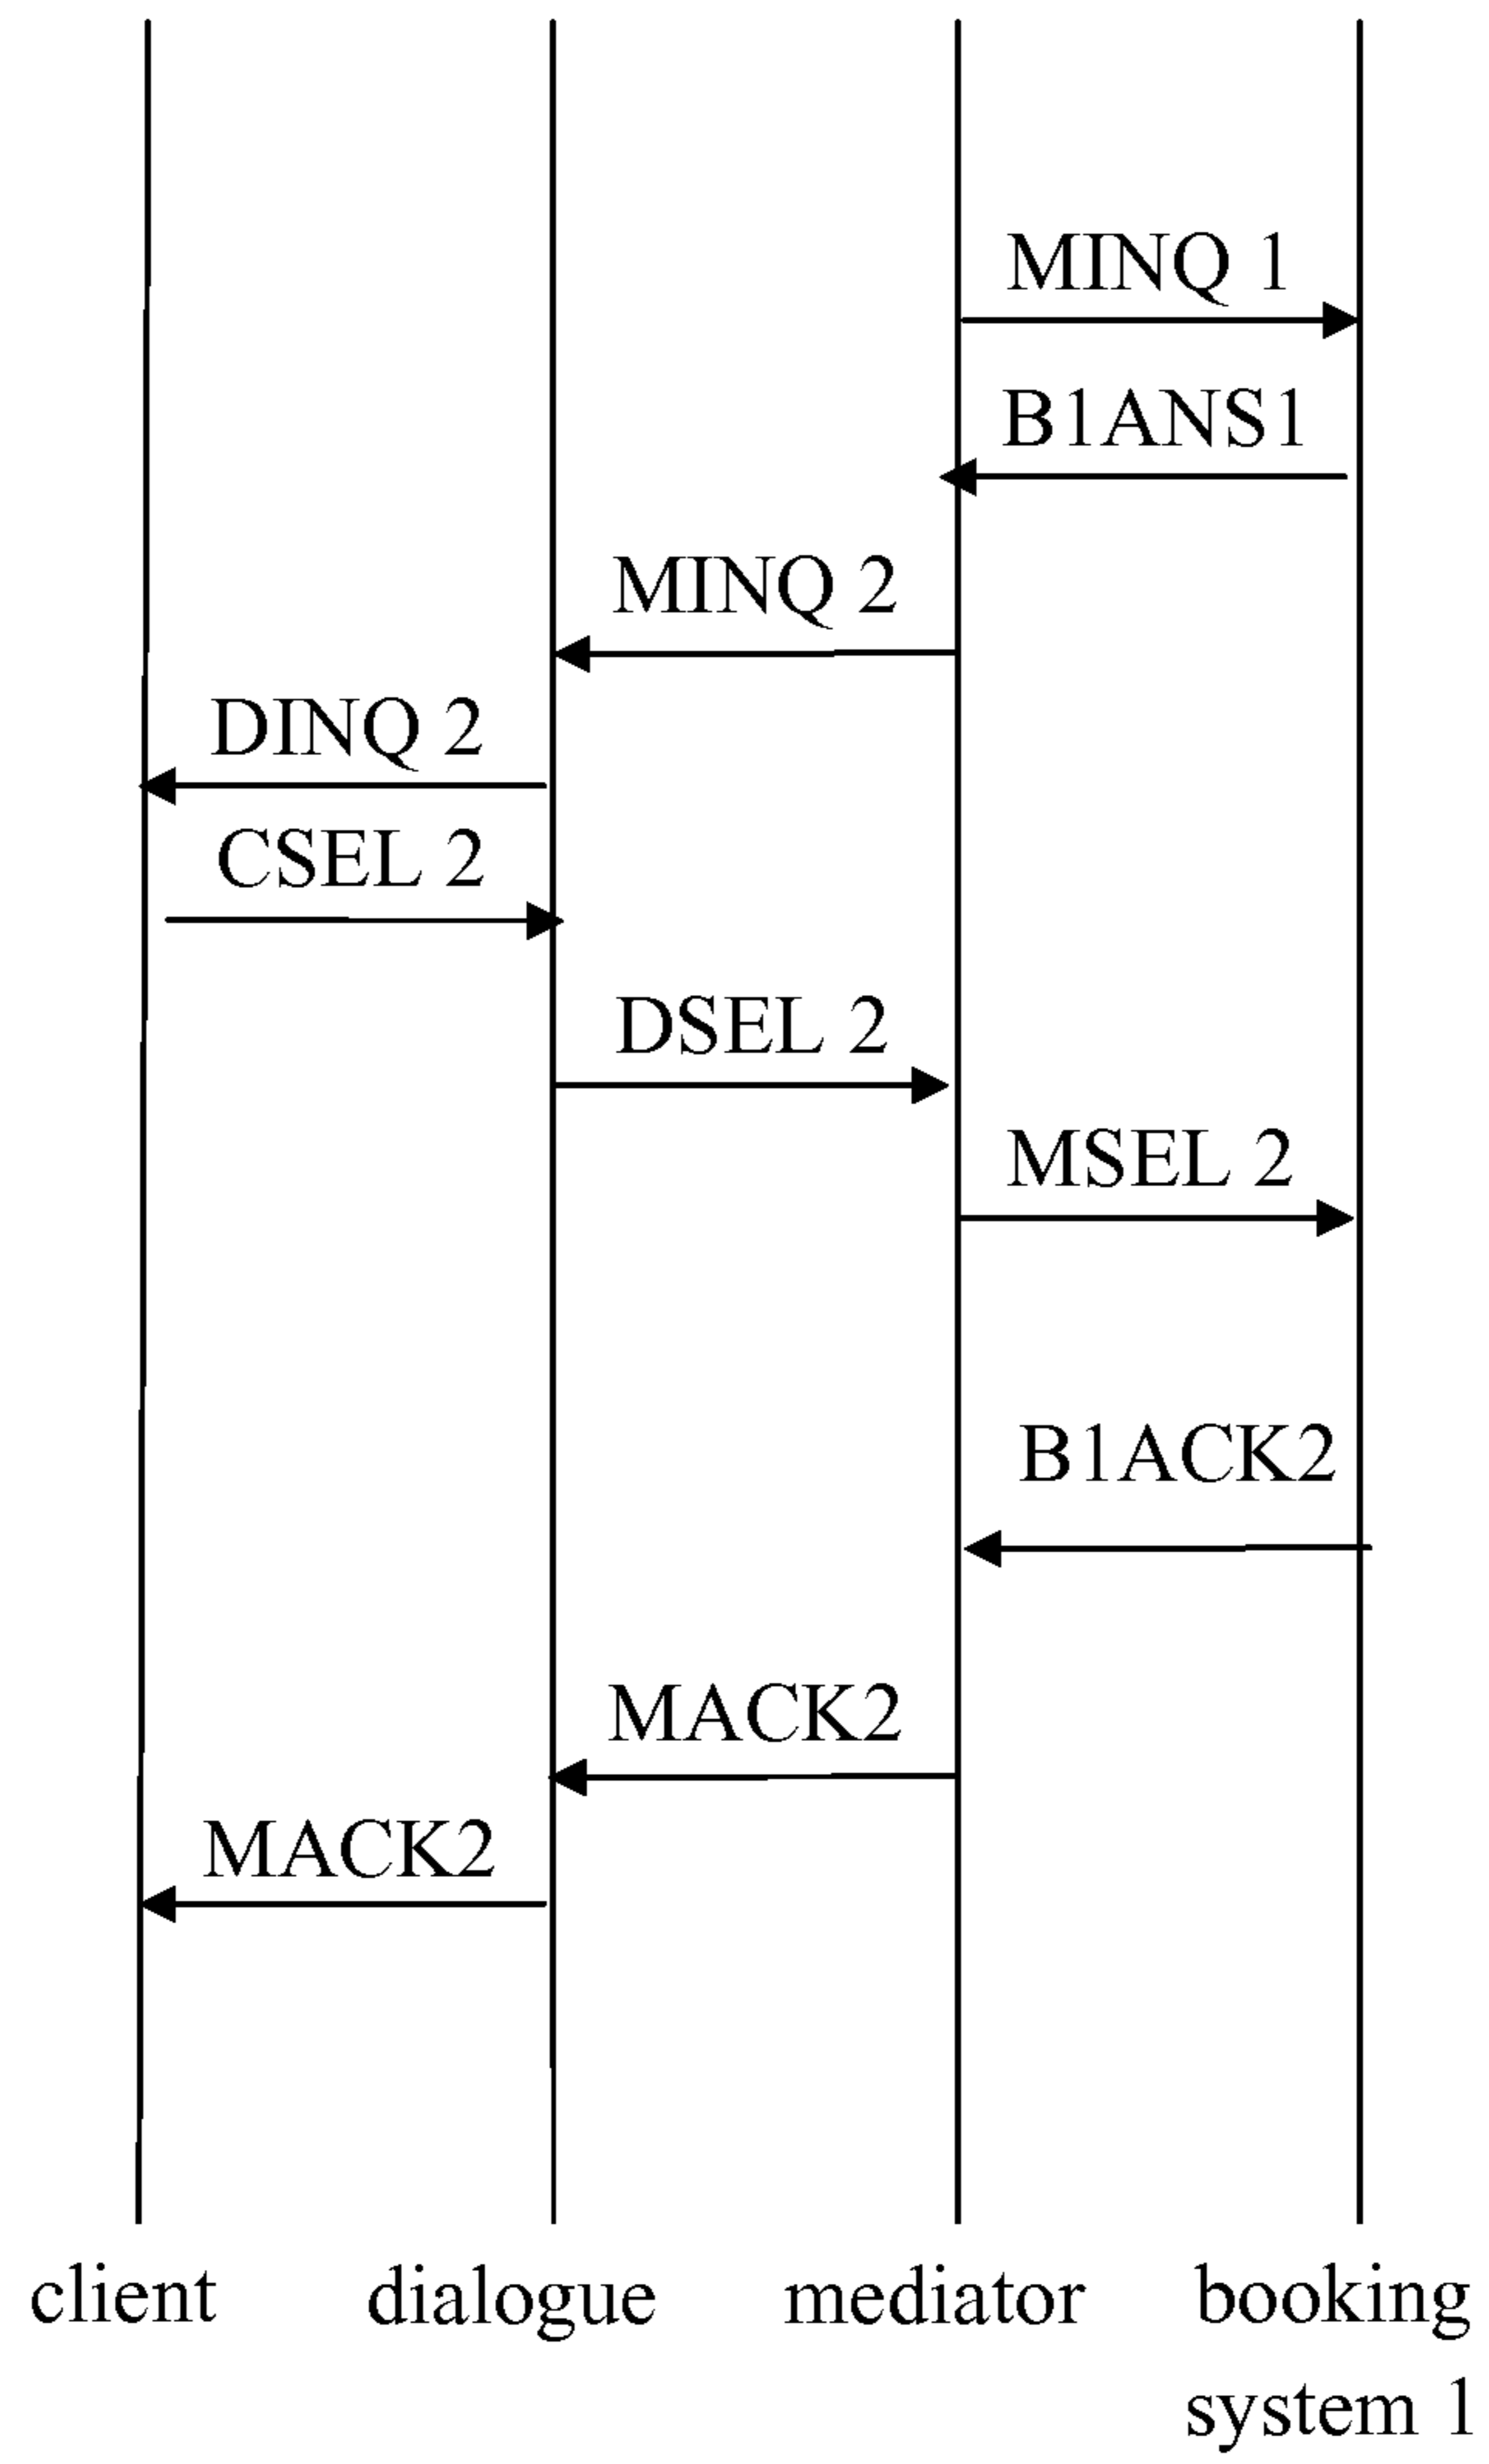 MINQ 1
B1ANS1
MINQ 2
DINQ 2
CSEL 2
DSEL 2
MSEL 2
B1ACK2
MACK2
MACK2
client dialogue mediator booking
system 1